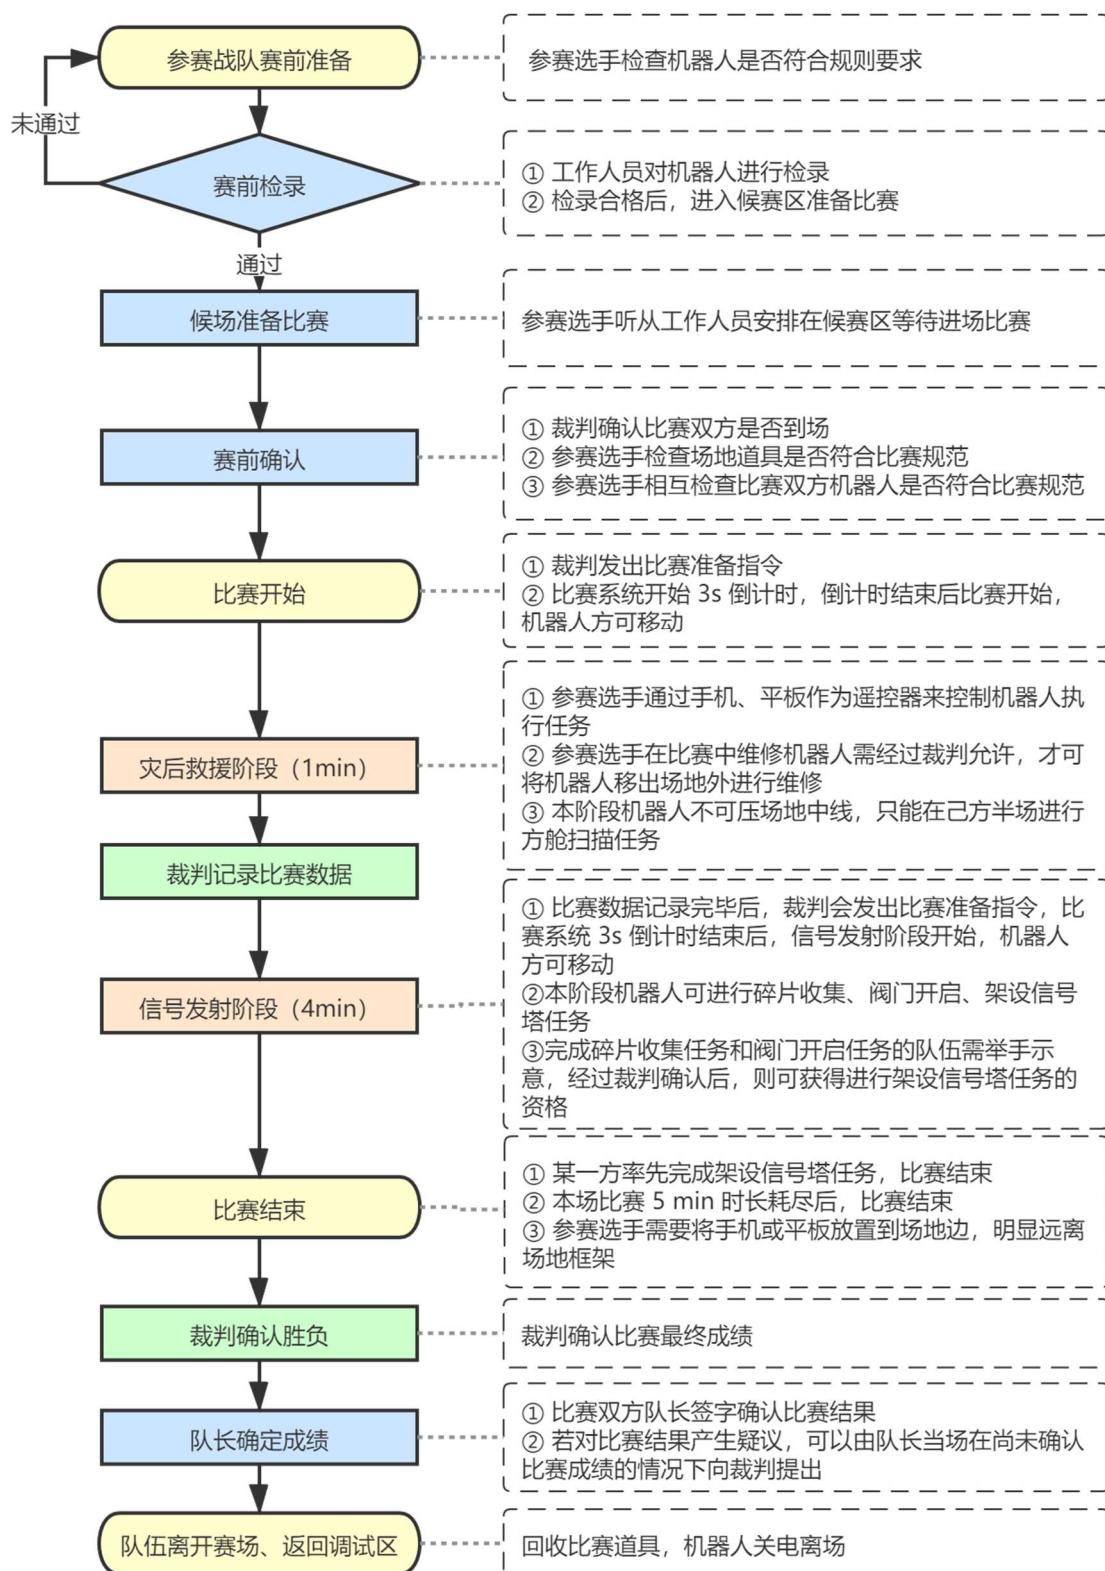 参赛战队赛前准备
参赛选手检查机器人是否符合规则要求
未通过
赛前检录
① 工作人员对机器人进行检录
② 检录合格后，进入候赛区准备比赛
通过
候场准备比赛
参赛选手听从工作人员安排在候赛区等待进场比赛
赛前确认
① 裁判确认比赛双方是否到场
② 参赛选手检查场地道具是否符合比赛规范
③ 参赛选手相互检查比赛双方机器人是否符合比赛规范
比赛开始
① 裁判发出比赛准备指令
② 比赛系统开始 3s 倒计时，倒计时结束后比赛开始，
机器人方可移动
灾后救援阶段（1min）
① 参赛选手通过手机、平板作为遥控器来控制机器人执
行任务
② 参赛选手在比赛中维修机器人需经过裁判允许，才可
将机器人移出场地外进行维修
③ 本阶段机器人不可压场地中线，只能在己方半场进行
方舱扫描任务
裁判记录比赛数据
信号发射阶段（4min）
① 比赛数据记录完毕后，裁判会发出比赛准备指令，比
赛系统 3s 倒计时结束后，信号发射阶段开始，机器人
方可移动
②本阶段机器人可进行碎片收集、阀门开启、架设信号
塔任务
③完成碎片收集任务和阀门开启任务的队伍需举手示
意，经过裁判确认后，则可获得进行架设信号塔任务的
资格
比赛结束
① 某一方率先完成架设信号塔任务，比赛结束
② 本场比赛 5 min 时长耗尽后，比赛结束
③ 参赛选手需要将手机或平板放置到场地边，明显远离
场地框架
裁判确认胜负
裁判确认比赛最终成绩
队长确定成绩
① 比赛双方队长签字确认比赛结果
② 若对比赛结果产生疑议，可以由队长当场在尚未确认
比赛成绩的情况下向裁判提出
队伍离开赛场、返回调试区
回收比赛道具，机器人关电离场